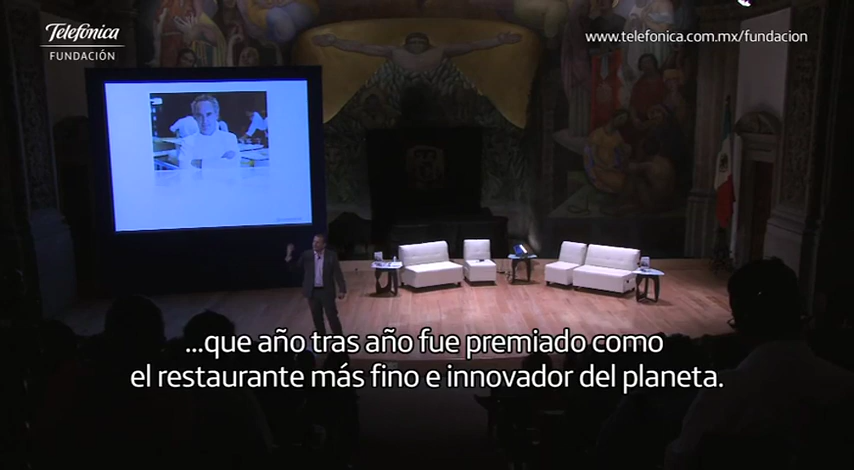 Telefónica
FUNDACIÓN
www.telefonica.com.mx/fundacion
...que año tras año fue premiado como
el restaurante más fino e innovador del planeta.